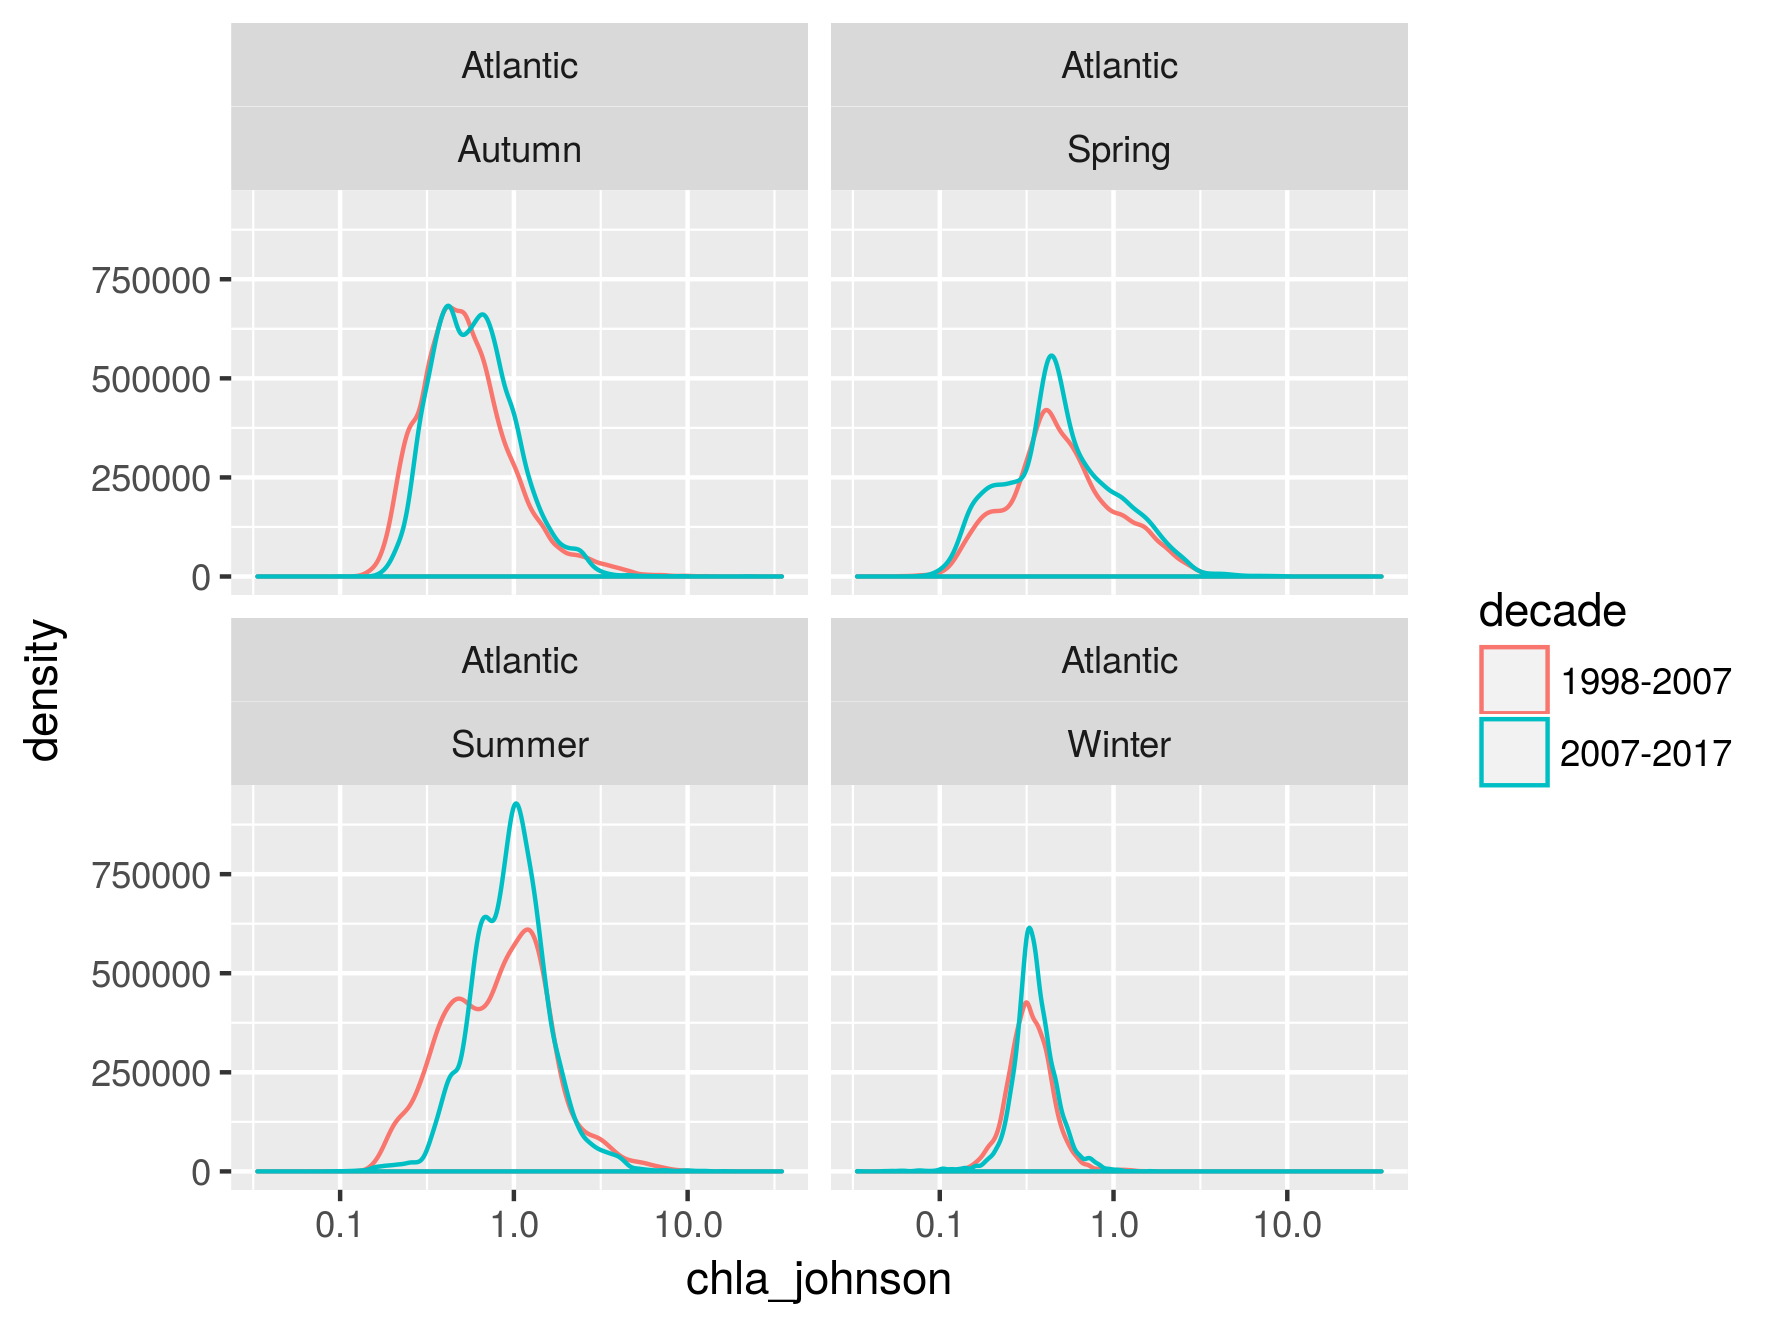 Atlantic
Autumn
Atlantic
Spring
750000
500000
250000
0
Atlantic
Summer
Atlantic
Winter
750000
500000
250000
0
0.1
1.0
10.0
0.1
1.0
10.0
chla_johnson
density
decade
1998-2007
2007-2017